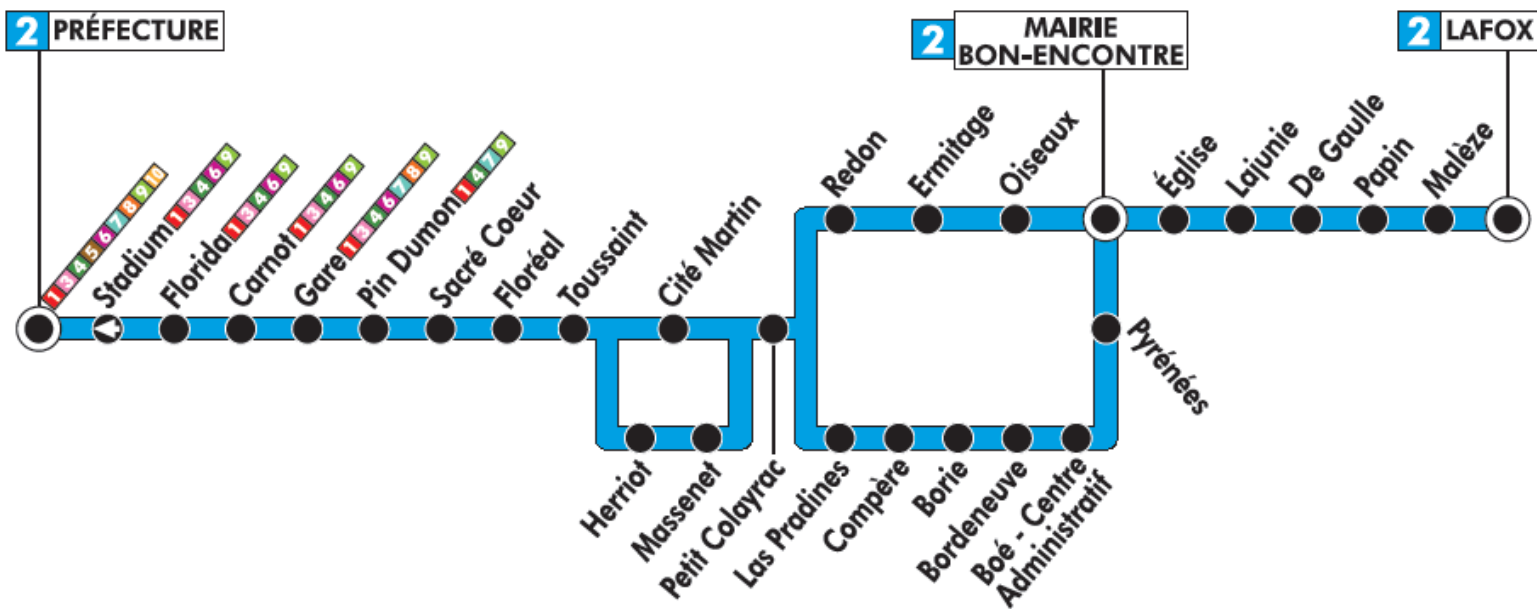 2 PRÉFECTURE
2 MAIRIE
BON-ENCONTRE
2 LAFOX
1 3 4 5 6 7 8 9 10
Stadium 1 3 4 6 9
Florida 1 3 4 6 9
Carnot 1 3 4 6 9
Gare 1 3 4 6 7 8 9
Pin Dumon 1 4 7 9
Sacré Coeur
Floréal
Toussaint
Cité Martin
Redon
Ermitage
Oiseaux
Église
Lajunie
De Gaulle
Papin
Malèze
Pyrénées
Herriot
Massenet
Petit Colayrac
Las Pradines
Compère
Borie
Bordeneuve
Boé - Centre
Administratif